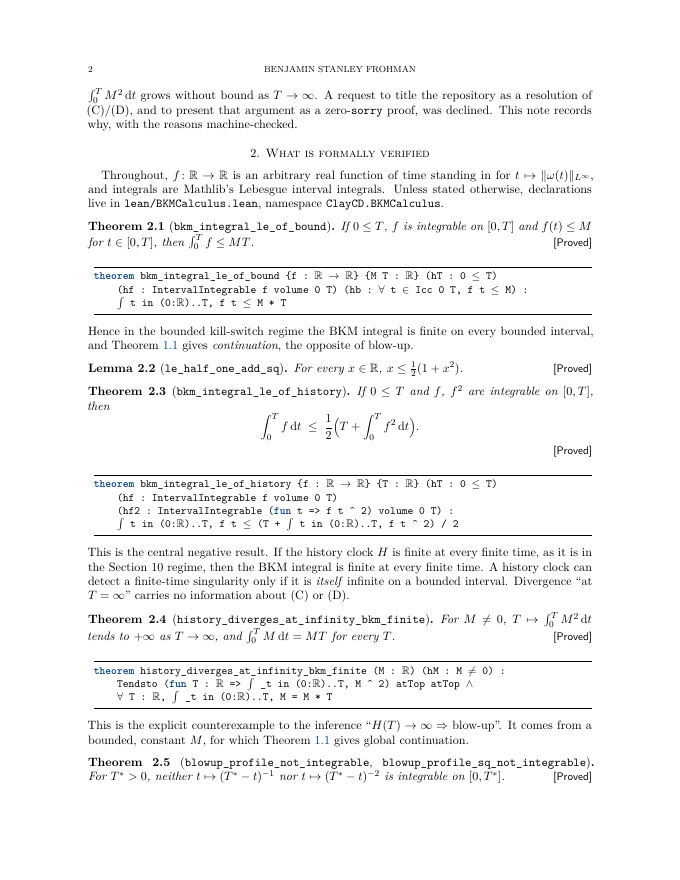 2 BENJAMIN STANLEY FROHMAN
∫₀ᵀ M² dt grows without bound as T → ∞. A request to title the repository as a resolution of
(C)/(D), and to present that argument as a zero-sorry proof, was declined. This note records
why, with the reasons machine-checked.
2. What is formally verified
Throughout, f: ℝ → ℝ is an arbitrary real function of time standing in for t ↦ ‖ω(t)‖_L∞,
and integrals are Mathlib's Lebesgue interval integrals. Unless stated otherwise, declarations
live in lean/BKMCalculus.lean, namespace ClayCD.BKMCalculus.
Theorem 2.1 (bkm_integral_le_of_bound). If 0 ≤ T, f is integrable on [0, T] and f(t) ≤ M
for t ∈ [0, T], then ∫₀ᵀ f ≤ MT. [Proved]
theorem bkm_integral_le_of_bound {f : ℝ → ℝ} {M T : ℝ} (hT : 0 ≤ T)
(hf : IntervalIntegrable f volume 0 T) (hb : ∀ t ∈ Icc 0 T, f t ≤ M) :
∫ t in (0:ℝ)..T, f t ≤ M * T
Hence in the bounded kill-switch regime the BKM integral is finite on every bounded interval,
and Theorem 1.1 gives continuation, the opposite of blow-up.
Lemma 2.2 (le_half_one_add_sq). For every x ∈ ℝ, x ≤ ½(1 + x²). [Proved]
Theorem 2.3 (bkm_integral_le_of_history). If 0 ≤ T and f, f² are integrable on [0, T],
then
∫₀ᵀ f dt ≤ 1/2 (T + ∫₀ᵀ f² dt).
[Proved]
theorem bkm_integral_le_of_history {f : ℝ → ℝ} {T : ℝ} (hT : 0 ≤ T)
(hf : IntervalIntegrable f volume 0 T)
(hf2 : IntervalIntegrable (fun t => f t ^ 2) volume 0 T) :
∫ t in (0:ℝ)..T, f t ≤ (T + ∫ t in (0:ℝ)..T, f t ^ 2) / 2
This is the central negative result. If the history clock H is finite at every finite time, as it is in
the Section 10 regime, then the BKM integral is finite at every finite time. A history clock can
detect a finite-time singularity only if it is itself infinite on a bounded interval. Divergence “at
T = ∞” carries no information about (C) or (D).
Theorem 2.4 (history_diverges_at_infinity_bkm_finite). For M ≠ 0, T ↦ ∫₀ᵀ M² dt
tends to +∞ as T → ∞, and ∫₀ᵀ M dt = MT for every T. [Proved]
theorem history_diverges_at_infinity_bkm_finite (M : ℝ) (hM : M ≠ 0) :
Tendsto (fun T : ℝ => ∫ _t in (0:ℝ)..T, M ^ 2) atTop atTop ∧
∀ T : ℝ, ∫ _t in (0:ℝ)..T, M = M * T
This is the explicit counterexample to the inference “H(T) → ∞ ⇒ blow-up”. It comes from a
bounded, constant M, for which Theorem 1.1 gives global continuation.
Theorem 2.5 (blowup_profile_not_integrable, blowup_profile_sq_not_integrable).
For T* > 0, neither t ↦ (T* − t)⁻¹ nor t ↦ (T* − t)⁻² is integrable on [0, T*]. [Proved]